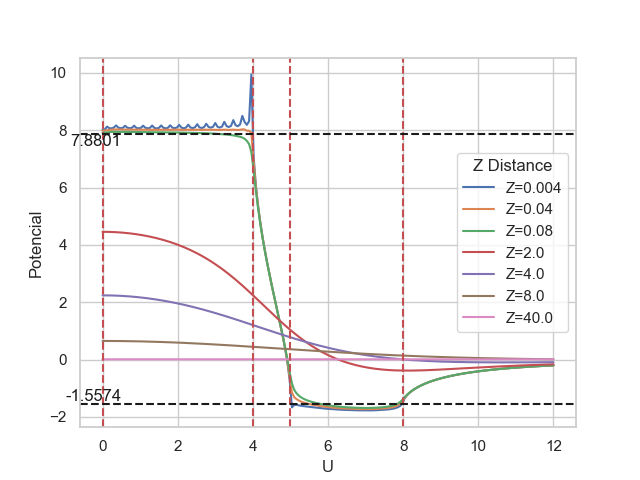 10
8
7.8801
6
4
2
0
-1.5574
−2
Potencial
0
2
4
6
8
10
12
U
Z Distance
Z=0.004
Z=0.04
Z=0.08
Z=2.0
Z=4.0
Z=8.0
Z=40.0